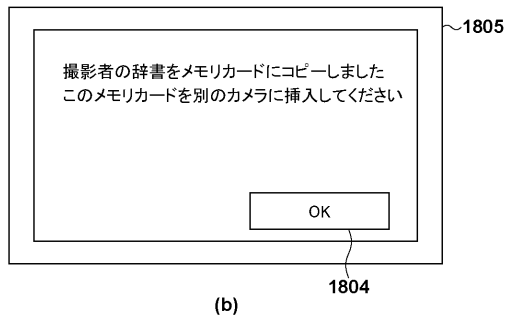 1805
撮影者の辞書をメモリカードにコピーしました
このメモリカードを別のカメラに挿入してください
OK
1804
(b)